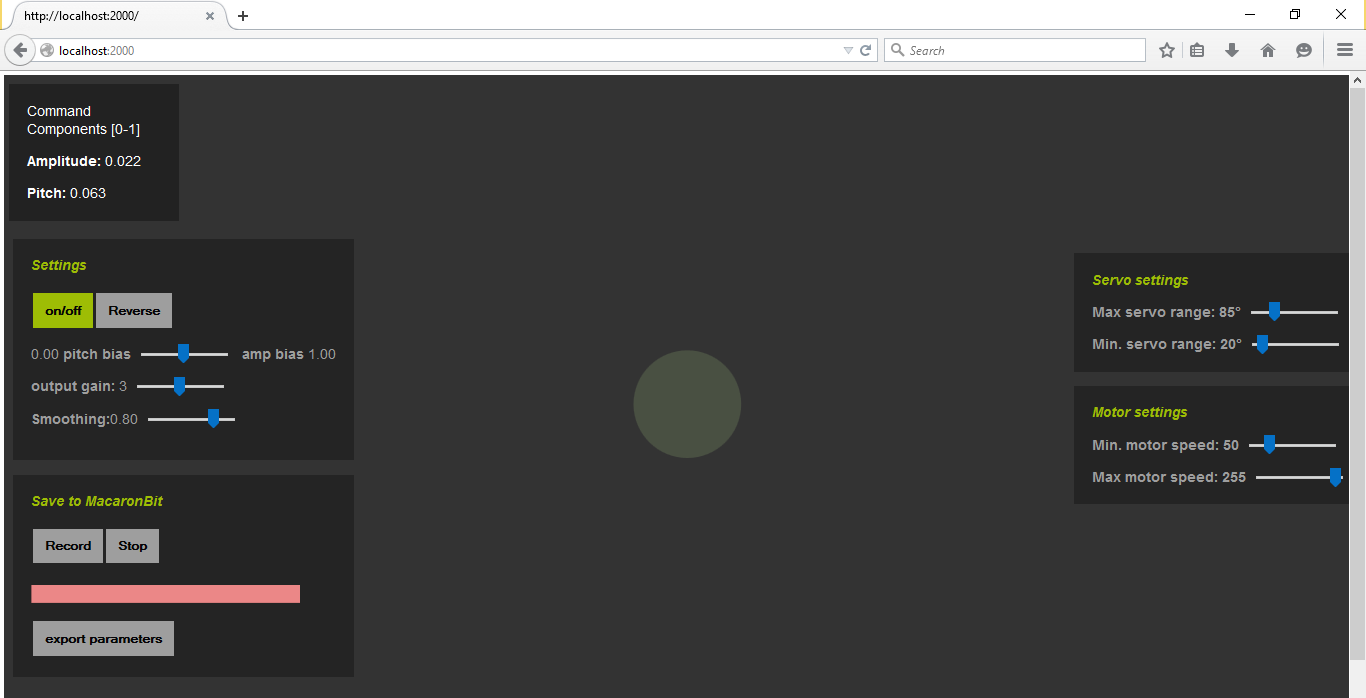 http://localhost:2000/
localhost:2000
Search
Command
Components [0-1]
Amplitude: 0.022
Pitch: 0.063
Settings
on/off Reverse
0.00 pitch bias amp bias 1.00
output gain: 3
Smoothing:0.80
Save to MacaronBit
Record Stop
export parameters
Servo settings
Max servo range: 85°
Min. servo range: 20°
Motor settings
Min. motor speed: 50
Max motor speed: 255